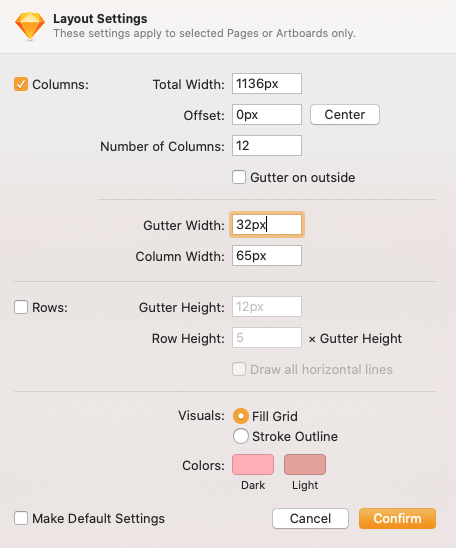 Layout Settings
These settings apply to selected Pages or Artboards only.
Columns: Total Width: 1136px
Offset: 0px Center
Number of Columns: 12
Gutter on outside
Gutter Width: 32px
Column Width: 65px
Rows: Gutter Height: 12px
Row Height: 5 × Gutter Height
Draw all horizontal lines
Visuals: Fill Grid
Stroke Outline
Colors:
Dark Light
Make Default Settings Cancel Confirm